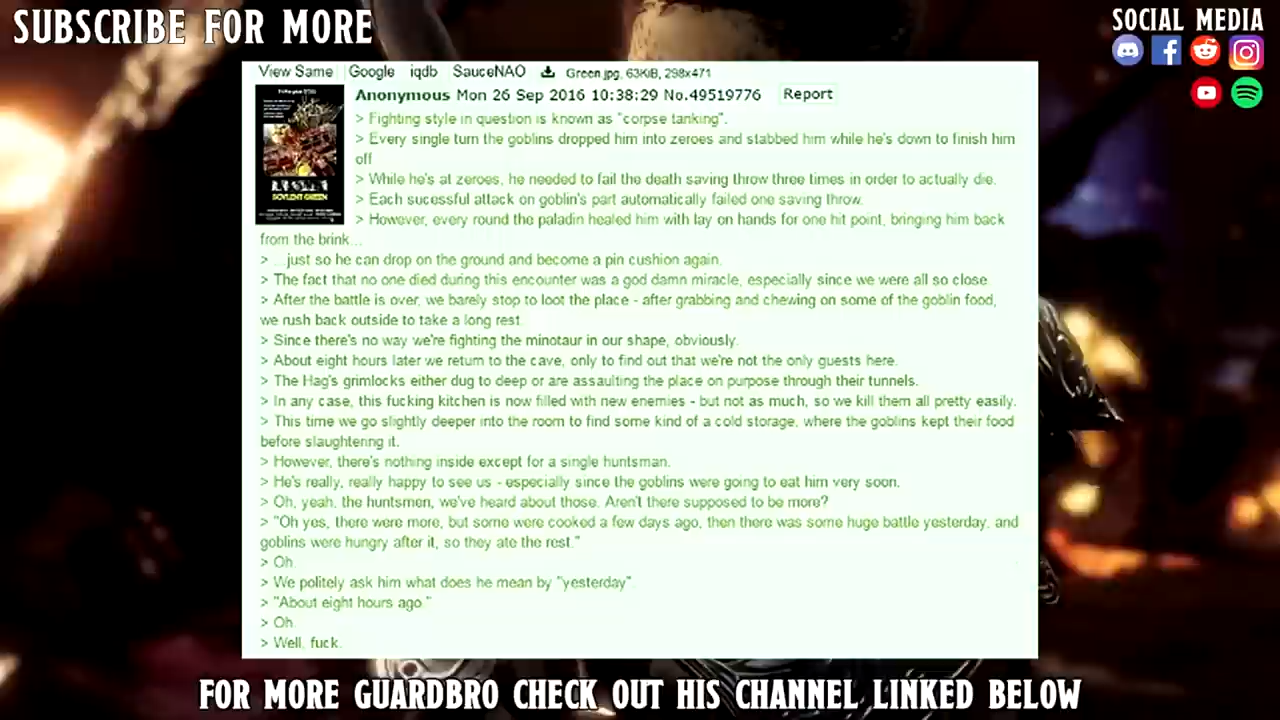 SUBSCRIBE FOR MORE
SOCIAL MEDIA
View Same Google iqdb SauceNAO Green.jpg, 63KiB, 298x471
Anonymous Mon 26 Sep 2016 10:38:29 No.49519776 Report
> Fighting style in question is known as "corpse tanking".
> Every single turn the goblins dropped him into zeroes and stabbed him while he's down to finish him
off
> While he's at zeroes, he needed to fail the death saving throw three times in order to actually die.
> Each sucessful attack on goblin's part automatically failed one saving throw.
> However, every round the paladin healed him with lay on hands for one hit point, bringing him back
from the brink...
> ...just so he can drop on the ground and become a pin cushion again.
> The fact that no one died during this encounter was a god damn miracle, especially since we were all so close.
> After the battle is over, we barely stop to loot the place - after grabbing and chewing on some of the goblin food,
we rush back outside to take a long rest.
> Since there's no way we're fighting the minotaur in our shape, obviously.
> About eight hours later we return to the cave, only to find out that we're not the only guests here.
> The Hag's grimlocks either dug to deep or are assaulting the place on purpose through their tunnels.
> In any case, this fucking kitchen is now filled with new enemies - but not as much, so we kill them all pretty easily.
> This time we go slightly deeper into the room to find some kind of a cold storage, where the goblins kept their food
before slaughtering it.
> However, there's nothing inside except for a single huntsman.
> He's really, really happy to see us - especially since the goblins were going to eat him very soon.
> Oh, yeah, the huntsmen, we've heard about those. Aren't there supposed to be more?
> "Oh yes, there were more, but some were cooked a few days ago, then there was some huge battle yesterday, and
goblins were hungry after it, so they ate the rest."
> Oh.
> We politely ask him what does he mean by "yesterday".
> "About eight hours ago."
> Oh.
> Well, fuck.
SOYLENT GREEN
FOR MORE GUARDBRO CHECK OUT HIS CHANNEL LINKED BELOW